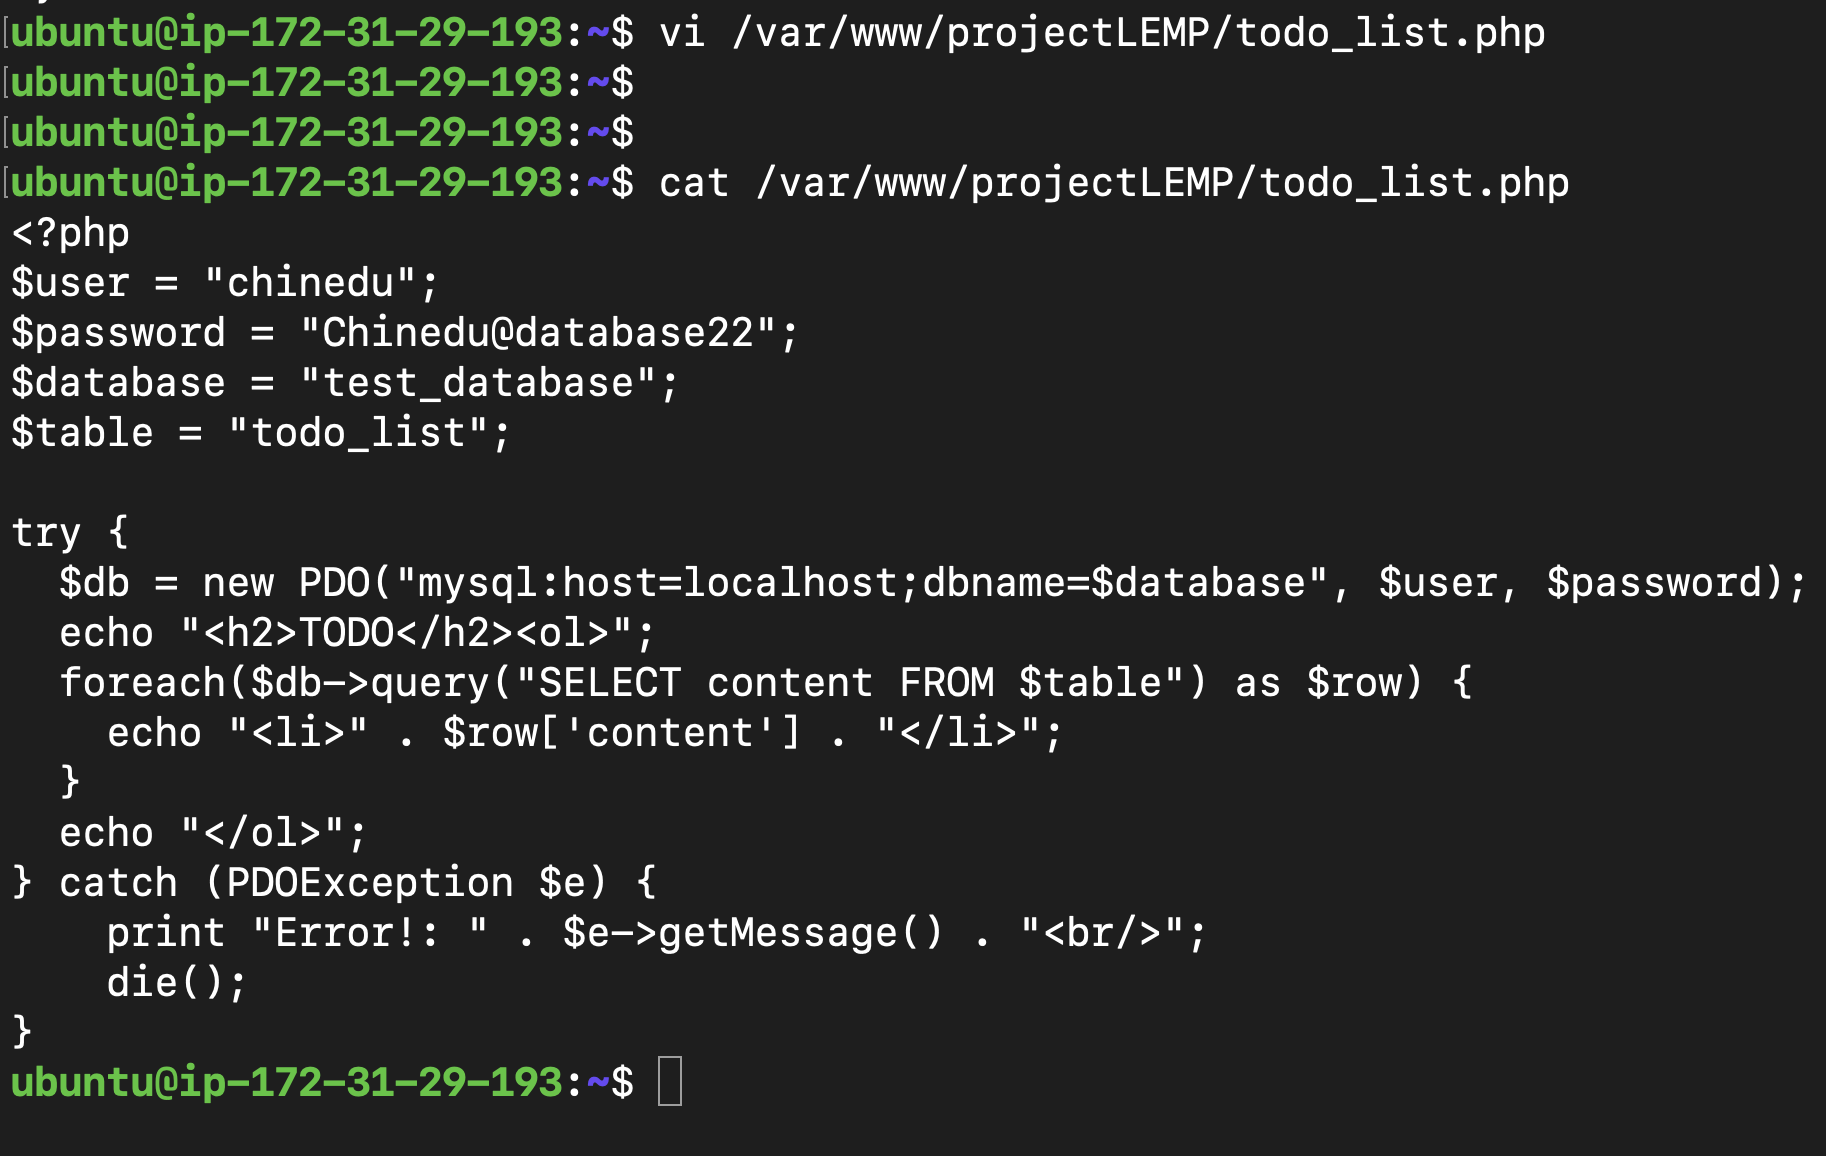 [ubuntu@ip-172-31-29-193:~$ vi /var/www/projectLEMP/todo_list.php
[ubuntu@ip-172-31-29-193:~$
[ubuntu@ip-172-31-29-193:~$
[ubuntu@ip-172-31-29-193:~$ cat /var/www/projectLEMP/todo_list.php
<?php
$user = "chinedu";
$password = "Chinedu@database22";
$database = "test_database";
$table = "todo_list";

try {
  $db = new PDO("mysql:host=localhost;dbname=$database", $user, $password);
  echo "<h2>TODO</h2><ol>";
  foreach($db->query("SELECT content FROM $table") as $row) {
    echo "<li>" . $row['content'] . "</li>";
  }
  echo "</ol>";
} catch (PDOException $e) {
    print "Error!: " . $e->getMessage() . "<br/>";
    die();
}
ubuntu@ip-172-31-29-193:~$